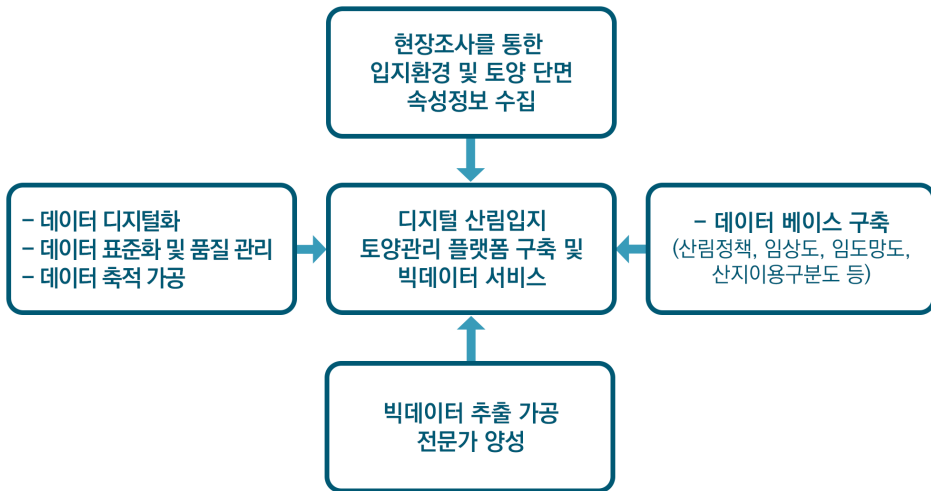 현장조사를 통한
입지환경 및 토양 단면
속성정보 수집
– 데이터 디지털화
– 데이터 표준화 및 품질 관리
– 데이터 축적 가공
디지털 산림입지
토양관리 플랫폼 구축 및
빅데이터 서비스
– 데이터 베이스 구축
(산림정책, 임상도, 임도망도,
산지이용구분도 등)
빅데이터 추출 가공
전문가 양성